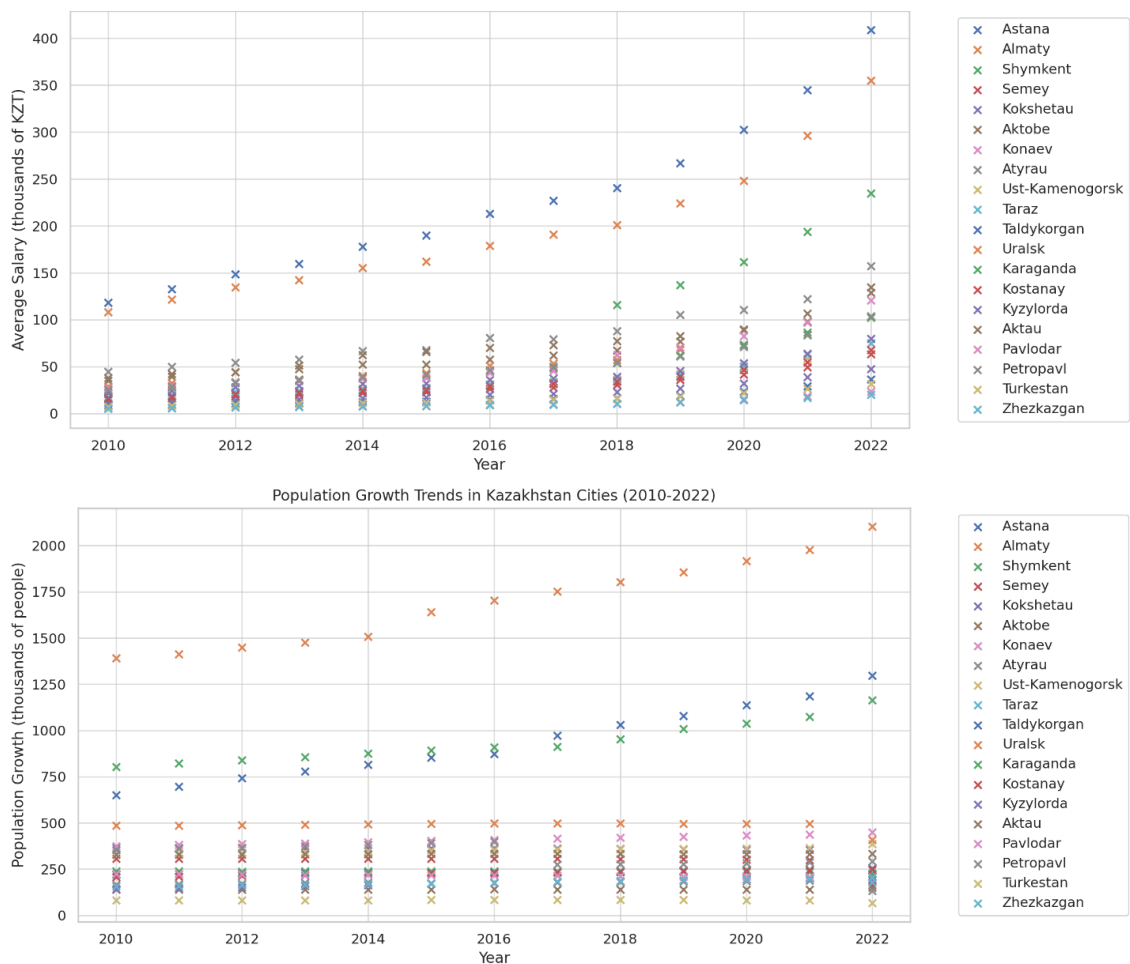 400
350
300
250
200
150
100
50
0
Average Salary (thousands of KZT)
2010
2012
2014
2016
2018
2020
2022
Year
Astana
Almaty
Shymkent
Semey
Kokshetau
Aktobe
Konaev
Atyrau
Ust-Kamenogorsk
Taraz
Taldykorgan
Uralsk
Karaganda
Kostanay
Kyzylorda
Aktau
Pavlodar
Petropavl
Turkestan
Zhezkazgan
Population Growth Trends in Kazakhstan Cities (2010-2022)
2000
1750
1500
1250
1000
750
500
250
0
Population Growth (thousands of people)
2010
2012
2014
2016
2018
2020
2022
Year
Astana
Almaty
Shymkent
Semey
Kokshetau
Aktobe
Konaev
Atyrau
Ust-Kamenogorsk
Taraz
Taldykorgan
Uralsk
Karaganda
Kostanay
Kyzylorda
Aktau
Pavlodar
Petropavl
Turkestan
Zhezkazgan